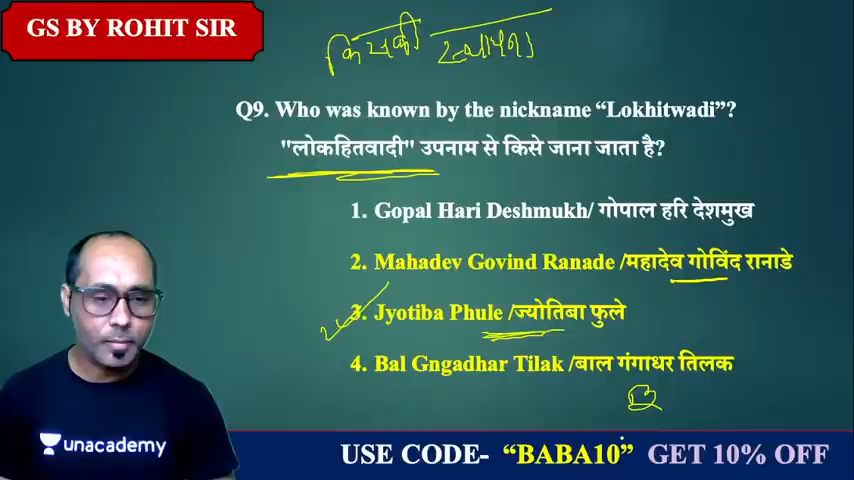 GS BY ROHIT SIR
किसकी स्थापना
Q9. Who was known by the nickname “Lokhitwadi”?
"लोकहितवादी" उपनाम से किसे जाना जाता है?
1. Gopal Hari Deshmukh/ गोपाल हरि देशमुख
2. Mahadev Govind Ranade /महादेव गोविंद रानाडे
3. Jyotiba Phule /ज्योतिबा फुले
4. Bal Gngadhar Tilak /बाल गंगाधर तिलक
unacademy
USE CODE- “BABA10” GET 10% OFF